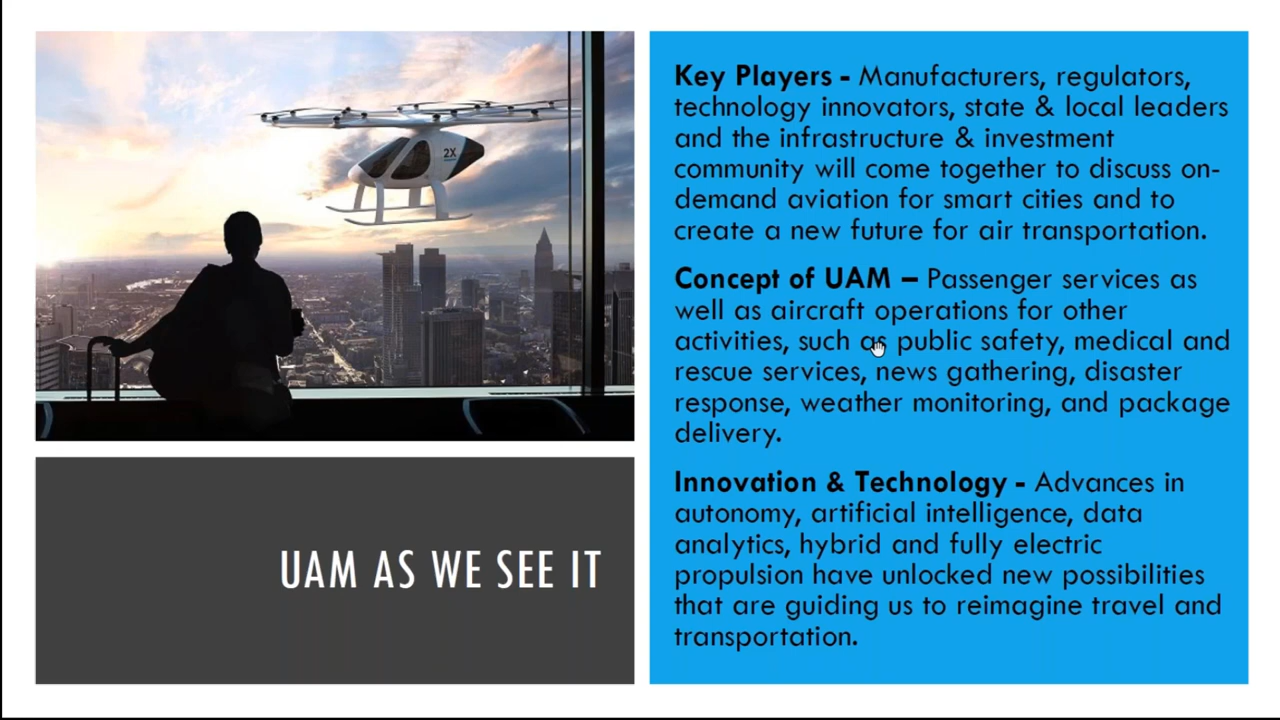 2X
UAM AS WE SEE IT
Key Players - Manufacturers, regulators,
technology innovators, state & local leaders
and the infrastructure & investment
community will come together to discuss on-
demand aviation for smart cities and to
create a new future for air transportation.
Concept of UAM – Passenger services as
well as aircraft operations for other
activities, such as public safety, medical and
rescue services, news gathering, disaster
response, weather monitoring, and package
delivery.
Innovation & Technology - Advances in
autonomy, artificial intelligence, data
analytics, hybrid and fully electric
propulsion have unlocked new possibilities
that are guiding us to reimagine travel and
transportation.